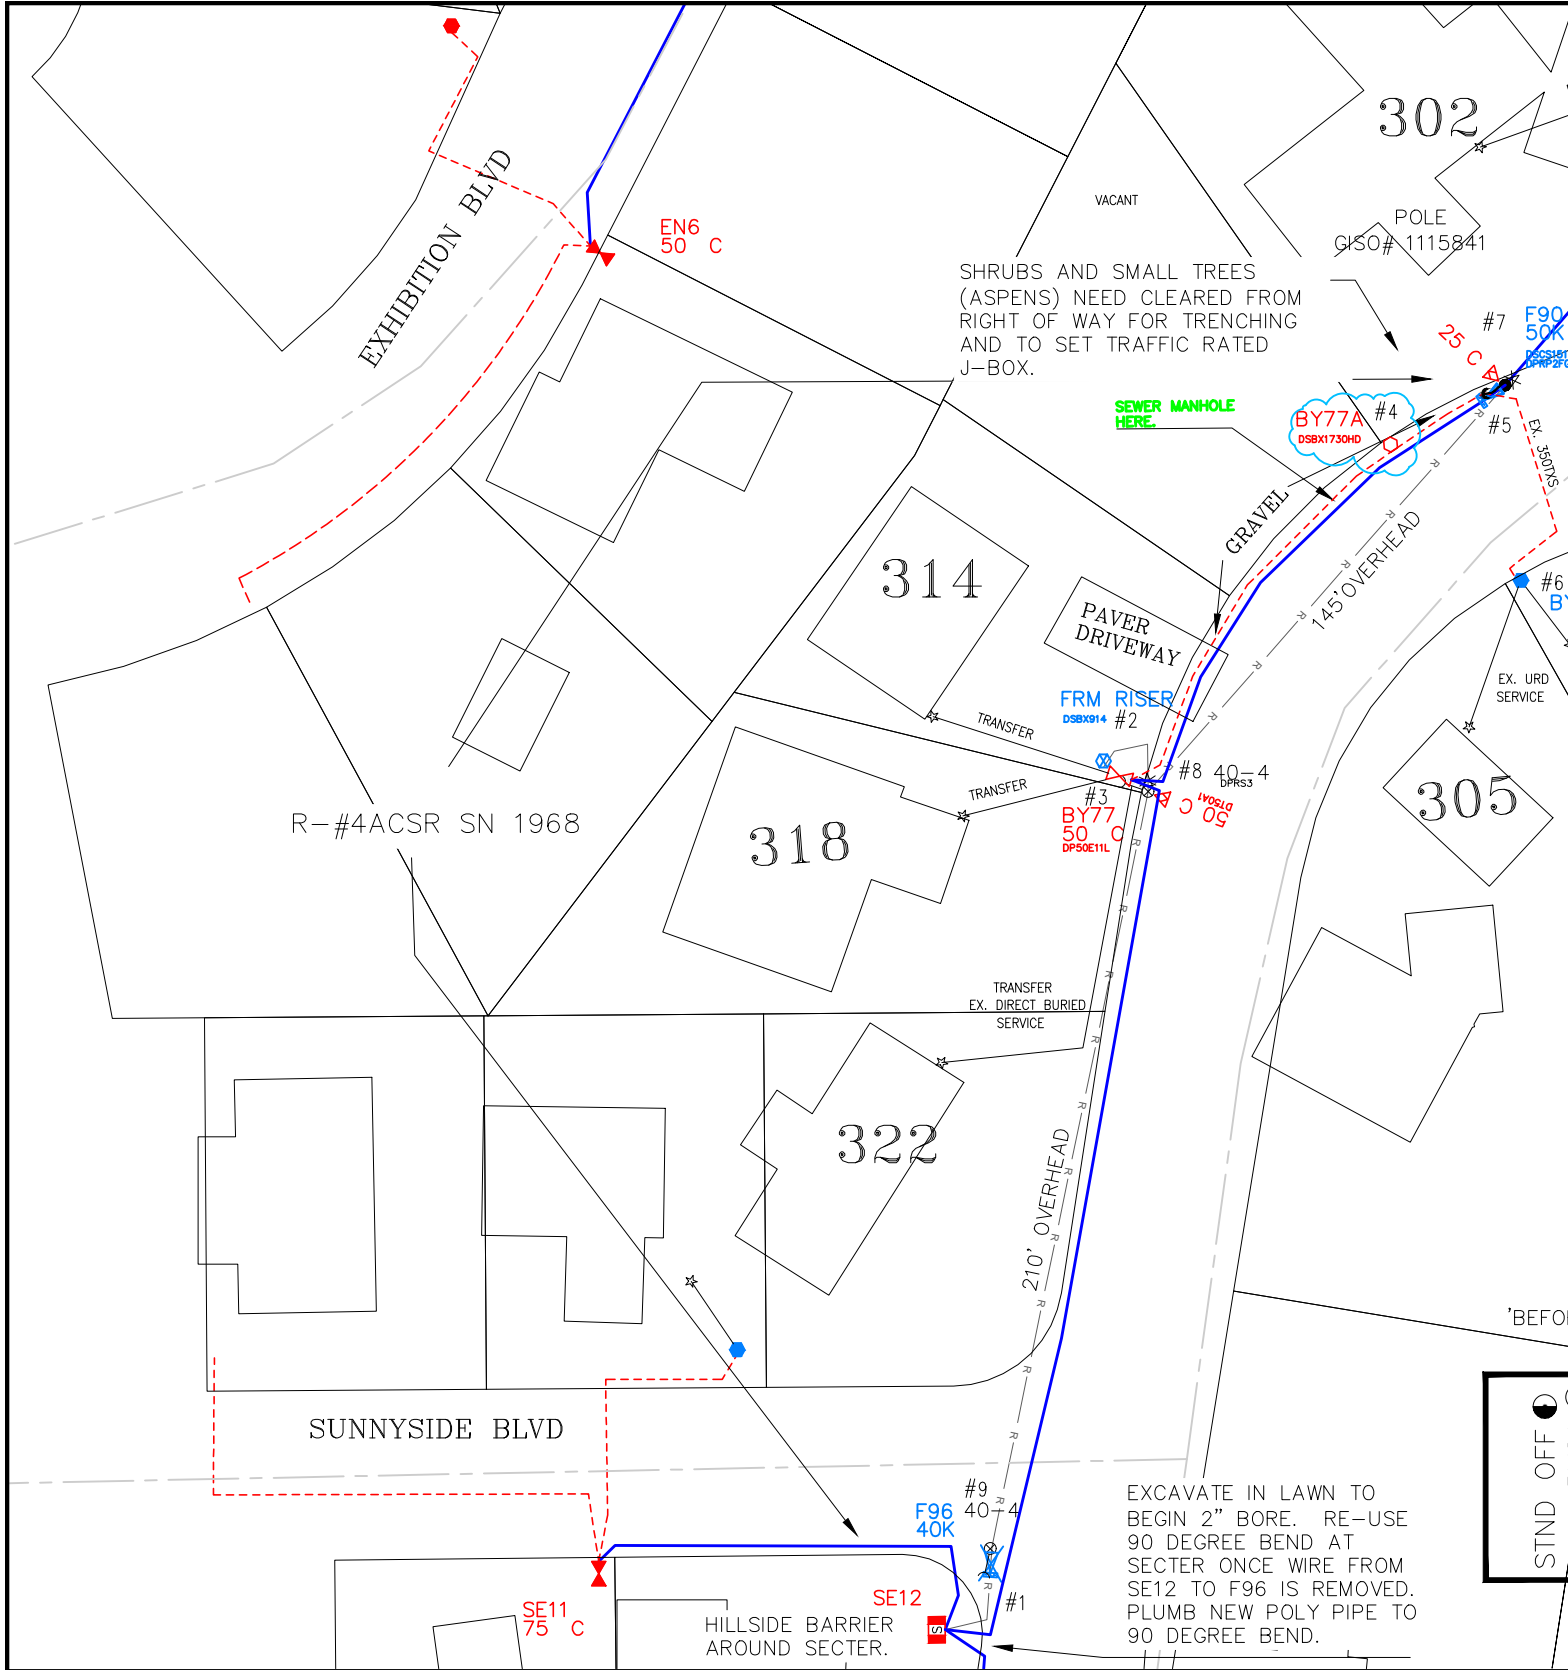 302
EXHIBITION BLVD
VACANT
POLE
GISO# 1115841
EN6
50 C
SHRUBS AND SMALL TREES
(ASPENS) NEED CLEARED FROM
RIGHT OF WAY FOR TRENCHING
AND TO SET TRAFFIC RATED
J-BOX.
#7
F90
50K
25 C
SEWER MANHOLE
HERE.
BY77A
DSBX1730HD
#4
#5
EX. 350TXS
GRAVEL
145' OVERHEAD
314
PAVER
DRIVEWAY
#6
BY
EX. URD
SERVICE
FRM RISER
DSBX914
#2
TRANSFER
#8 40-4
DPRS3
#3
TRANSFER
BY77
50 C
DP50E11L
50 C
DT50A1
305
R-#4ACSR SN 1968
318
TRANSFER
EX. DIRECT BURIED
SERVICE
322
210' OVERHEAD
'BEFO
STND OFF
SUNNYSIDE BLVD
#9
40-4
F96
40K
EXCAVATE IN LAWN TO
BEGIN 2" BORE. RE-USE
90 DEGREE BEND AT
SECTER ONCE WIRE FROM
SE12 TO F96 IS REMOVED.
PLUMB NEW POLY PIPE TO
90 DEGREE BEND.
SE11
75 C
SE12
S
#1
HILLSIDE BARRIER
AROUND SECTER.